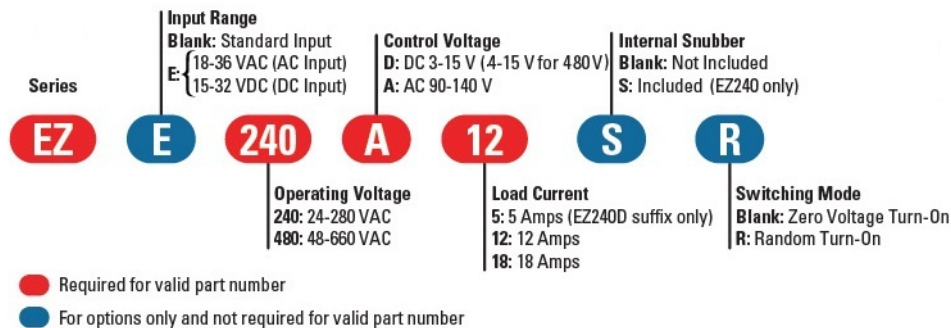 Input Range
Blank: Standard Input
E: { 18-36 VAC (AC Input)
15-32 VDC (DC Input)
Control Voltage
D: DC 3-15 V (4-15 V for 480V)
A: AC 90-140 V
Internal Snubber
Blank: Not Included
S: Included (EZ240 only)
Series
EZ E 240 A 12 S R
Operating Voltage
240: 24-280 VAC
480: 48-660 VAC
Load Current
5: 5 Amps (EZ240D suffix only)
12: 12 Amps
18: 18 Amps
Switching Mode
Blank: Zero Voltage Turn-On
R: Random Turn-On
Required for valid part number
For options only and not required for valid part number